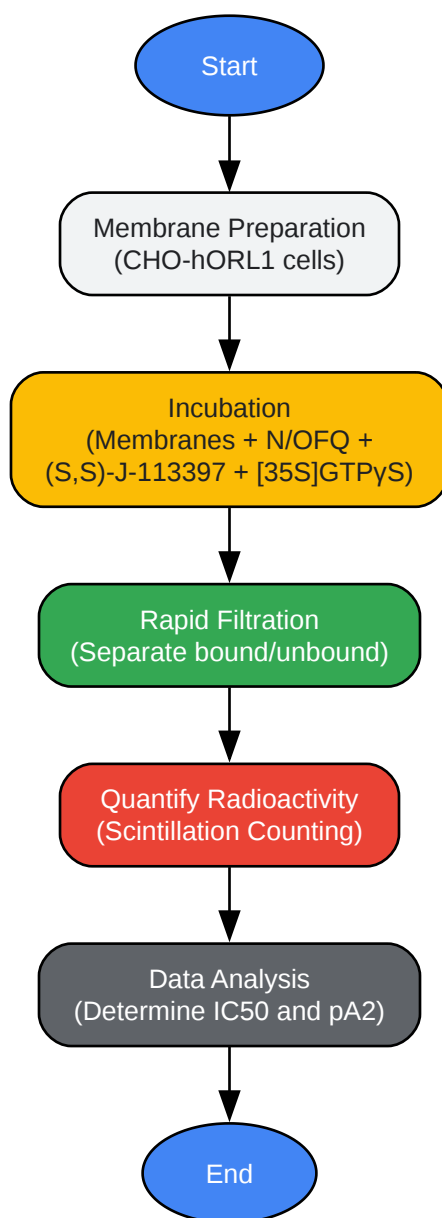 Start
Membrane Preparation
(CHO-hORL1 cells)
Incubation
(Membranes + N/OFQ +
(S,S)-J-113397 + [35S]GTPγS)
Rapid Filtration
(Separate bound/unbound)
Quantify Radioactivity
(Scintillation Counting)
Data Analysis
(Determine IC50 and pA2)
End